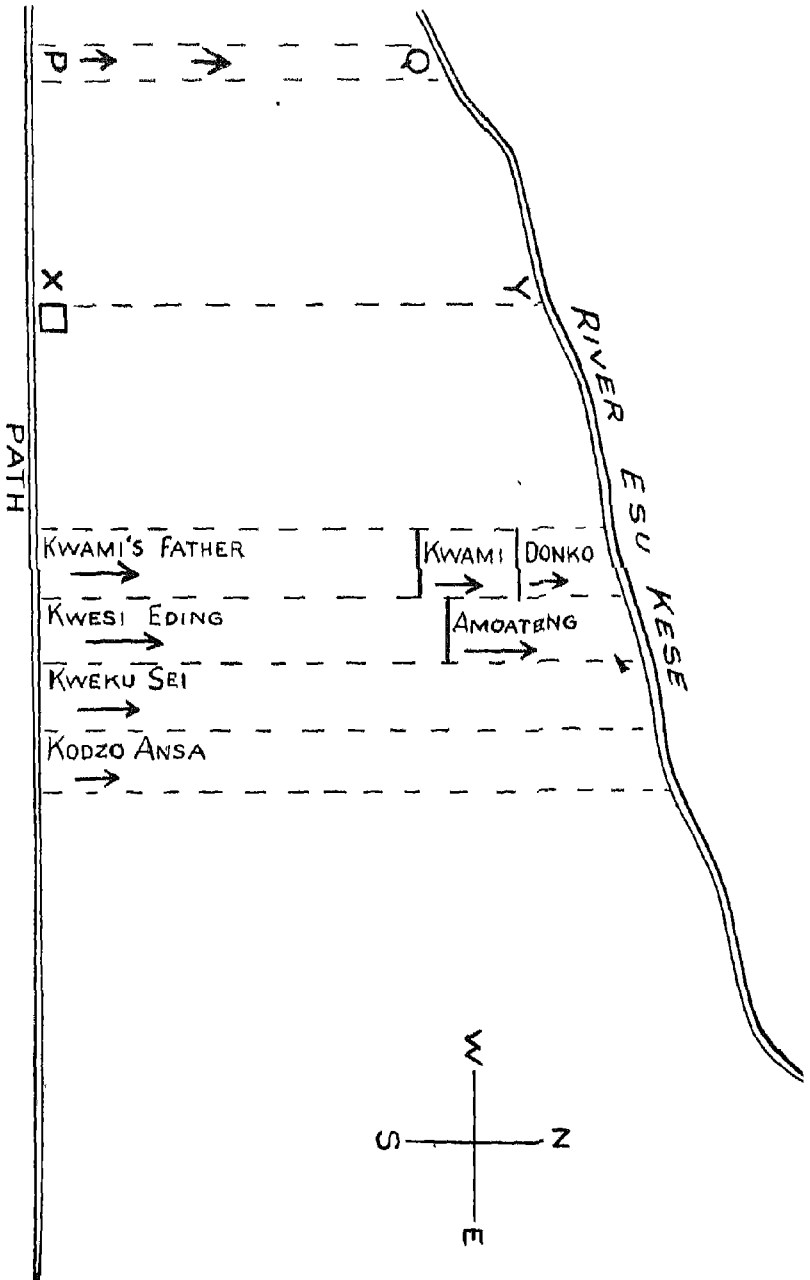 P
Q
X
Y
RIVER ESU KESE
PATH
KWAMI'S FATHER
KWAMI
DONKO
KWESI EDING
AMOATENG
KWEKU SEI
KODZO ANSA
W
S
N
E